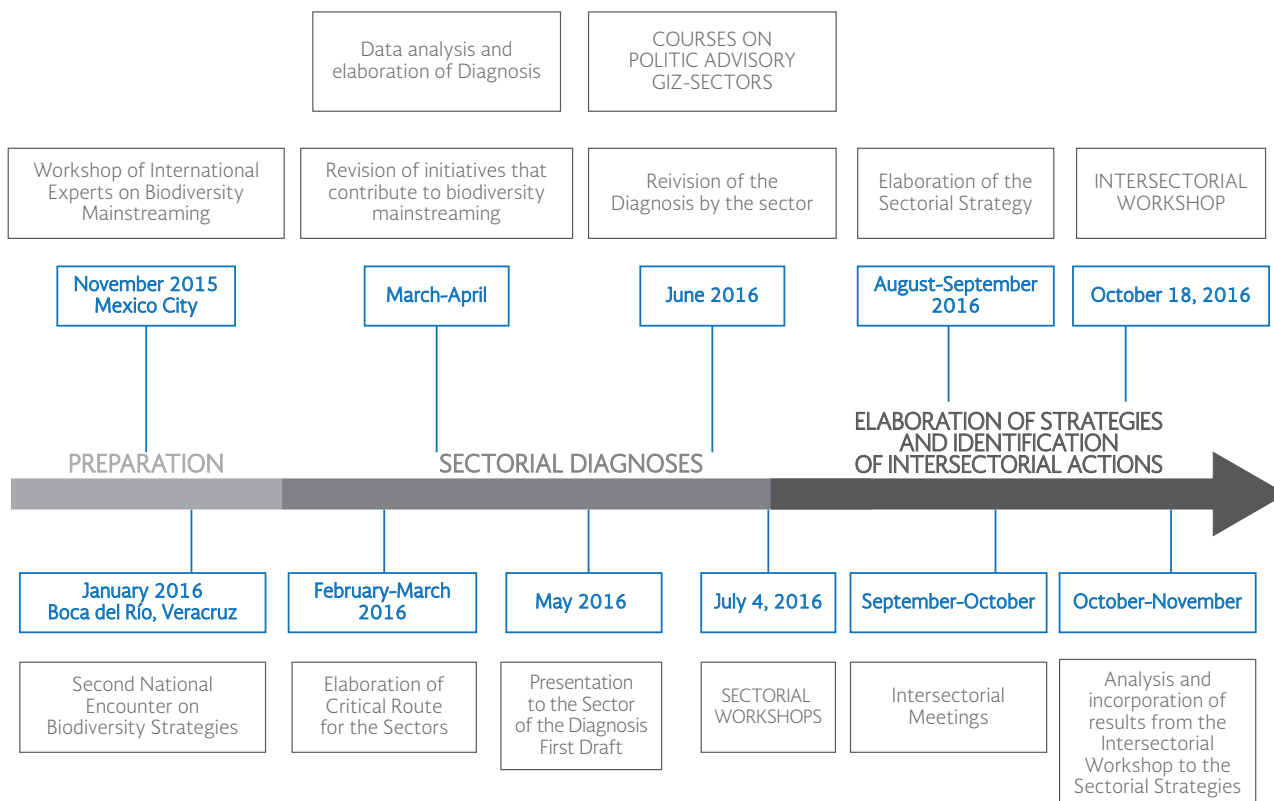 Data analysis and
elaboration of Diagnosis
COURSES ON
POLITIC ADVISORY
GIZ-SECTORS
Workshop of International
Experts on Biodiversity
Mainstreaming
Revision of initiatives that
contribute to biodiversity
mainstreaming
Reivision of the
Diagnosis by the sector
Elaboration of the
Sectorial Strategy
INTERSECTORIAL
WORKSHOP
November 2015
Mexico City
March-April
June 2016
August-September
2016
October 18, 2016
PREPARATION
SECTORIAL DIAGNOSES
ELABORATION OF STRATEGIES
AND IDENTIFICATION
OF INTERSECTORIAL ACTIONS
January 2016
Boca del Río, Veracruz
February-March
2016
May 2016
July 4, 2016
September-October
October-November
Second National
Encounter on
Biodiversity Strategies
Elaboration of
Critical Route
for the Sectors
Presentation
to the Sector
of the Diagnosis
First Draft
SECTORIAL
WORKSHOPS
Intersectorial
Meetings
Analysis and
incorporation of
results from the
Intersectorial
Workshop to the
Sectorial Strategies